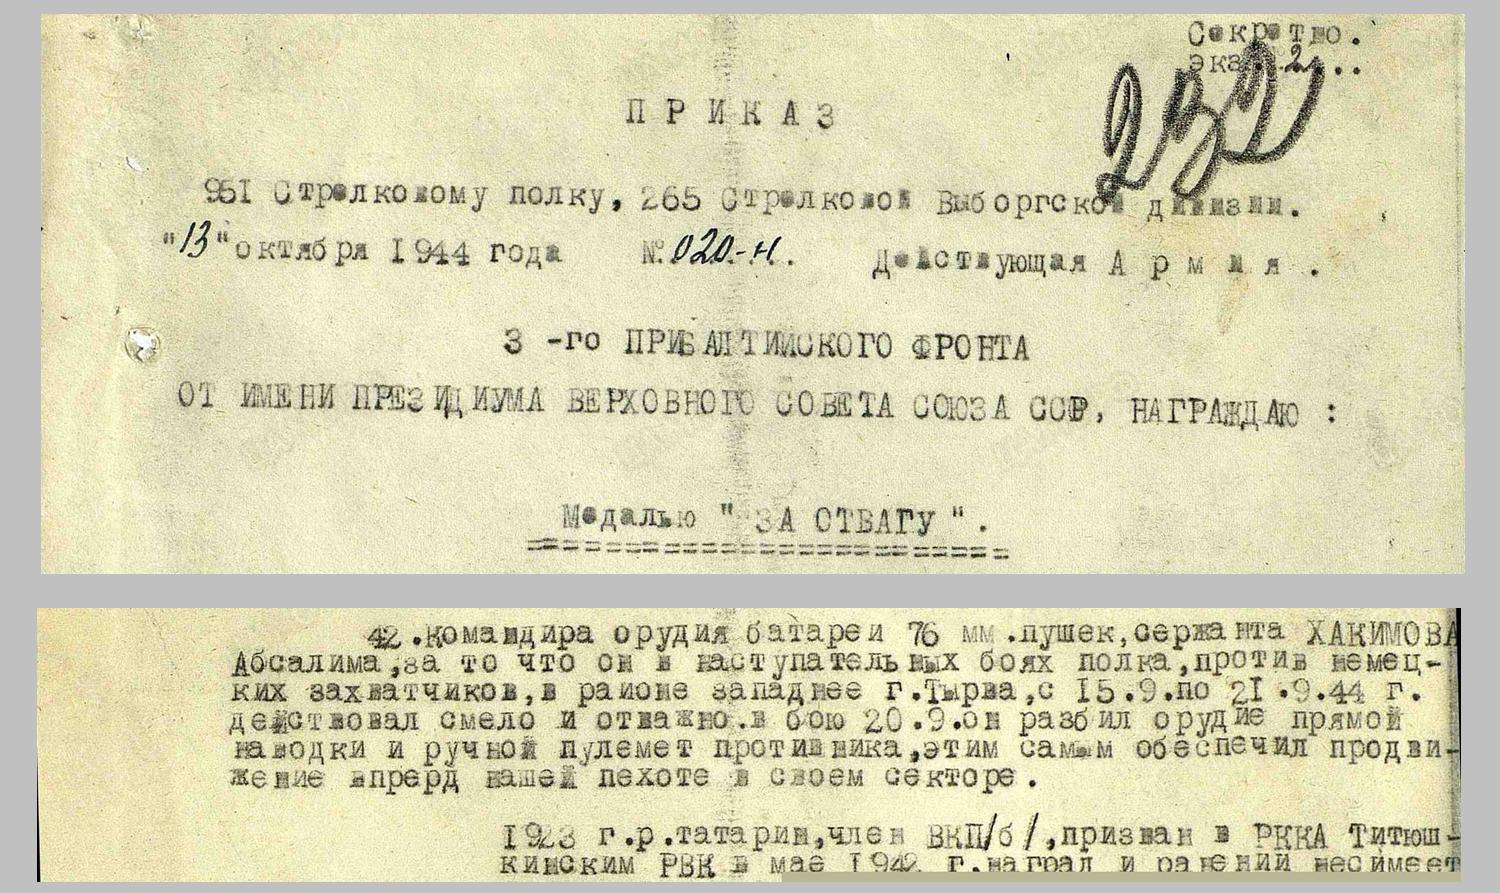 Секретно.
экз. 2...
232
П Р И К А З
951 Стрелковому полку, 265 Стрелковой Выборгской дивизии.
"13" октября 1944 года №.020-н. Действующая А р м и я .
3 -го ПРИБАЛТИЙСКОГО ФРОНТА
ОТ ИМЕНИ ПРЕЗИДИУМА ВЕРХОВНОГО СОВЕТА СОЮЗА ССР, НАГРАЖДАЮ :
Медалью " ЗА ОТВАГУ ".
42.Командира орудия батареи 76 мм.пушек,сержанта ХАКИМОВА
Абсалима,за то что он в наступательных боях полка,против немец-
ких захватчиков,в районе западнее г.Тырва,с 15.9.по 21.9.44 г.
действовал смело и отважно.в бою 20.9.он разбил орудие прямой
наводки и ручной пулемет противника,этим самым обеспечил продви-
жение впрерд нашей пехоте в своем секторе.
1923 г.р.татарин,член ВКП/б/,призван в РККА Титюш-
кинским РВК в мае 1942 г.наград и ранений несимеет